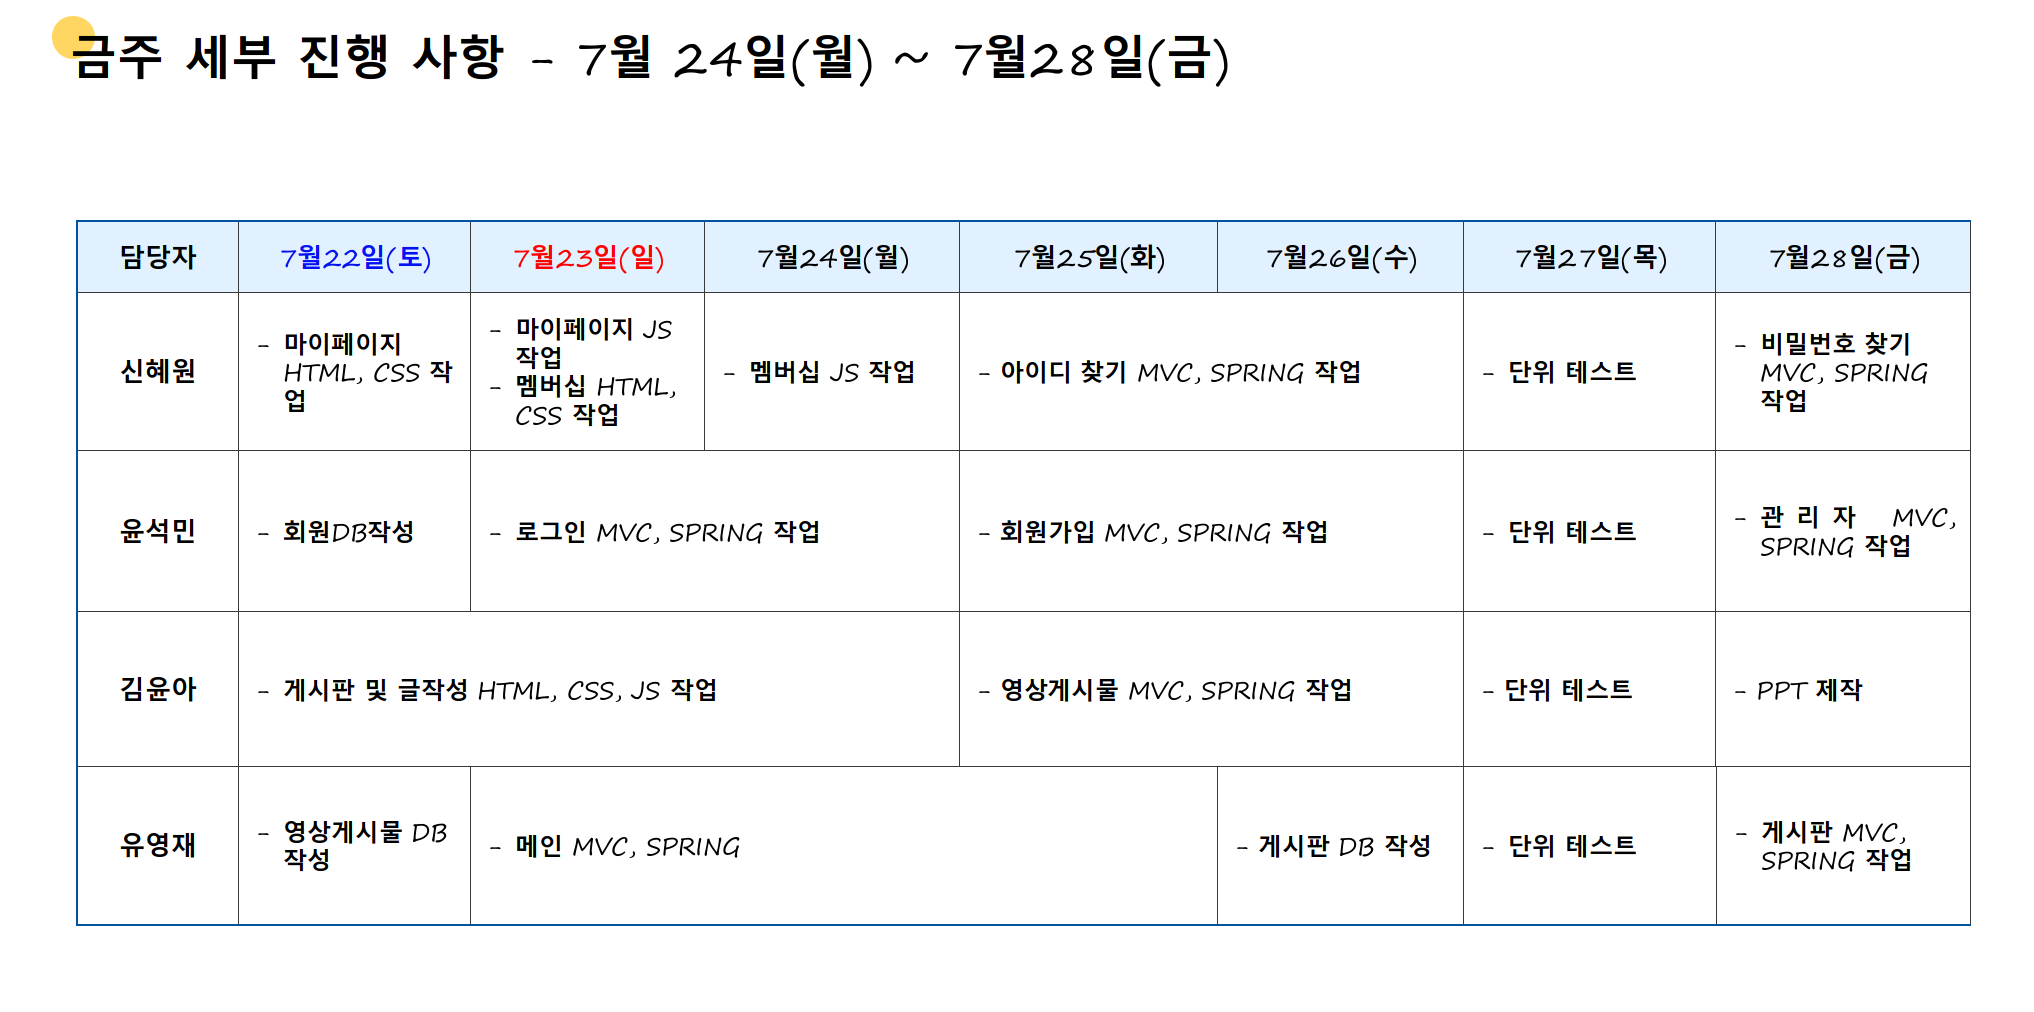 금주 세부 진행 사항 - 7월 24일(월) ~ 7월28일(금)
담당자
7월22일(토)
7월23일(일)
7월24일(월)
7월25일(화)
7월26일(수)
7월27일(목)
7월28일(금)
신혜원
- 마이페이지
HTML, CSS 작
업
- 마이페이지 JS
작업
- 멤버십 HTML,
CSS 작업
- 멤버십 JS 작업
- 아이디 찾기 MVC, SPRING 작업
- 단위 테스트
- 비밀번호 찾기
MVC, SPRING
작업
윤석민
- 회원DB작성
- 로그인 MVC, SPRING 작업
- 회원가입 MVC, SPRING 작업
- 단위 테스트
- 관 리 자 MVC,
SPRING 작업
김윤아
- 게시판 및 글작성 HTML, CSS, JS 작업
- 영상게시물 MVC, SPRING 작업
- 단위 테스트
- PPT 제작
유영재
- 영상게시물 DB
작성
- 메인 MVC, SPRING
- 게시판 DB 작성
- 단위 테스트
- 게시판 MVC,
SPRING 작업